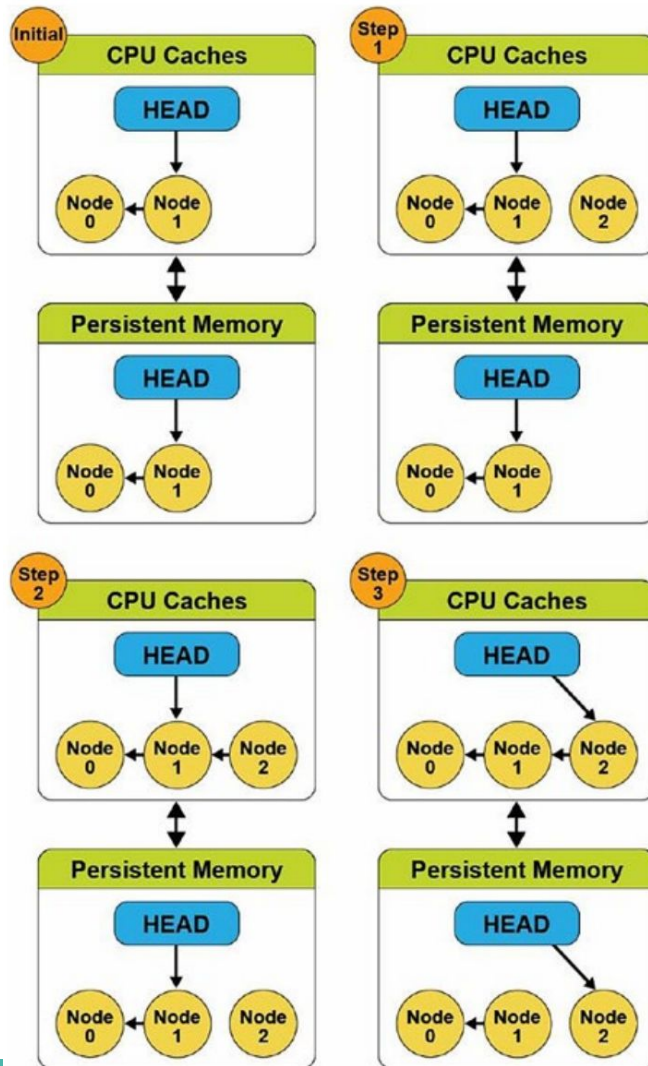 Initial
CPU Caches
HEAD
Node
0
Node
1
Persistent Memory
HEAD
Node
0
Node
1
Step
1
CPU Caches
HEAD
Node
0
Node
1
Node
2
Persistent Memory
HEAD
Node
0
Node
1
Step
2
CPU Caches
HEAD
Node
0
Node
1
Node
2
Persistent Memory
HEAD
Node
0
Node
1
Node
2
Step
3
CPU Caches
HEAD
Node
0
Node
1
Node
2
Persistent Memory
HEAD
Node
0
Node
1
Node
2